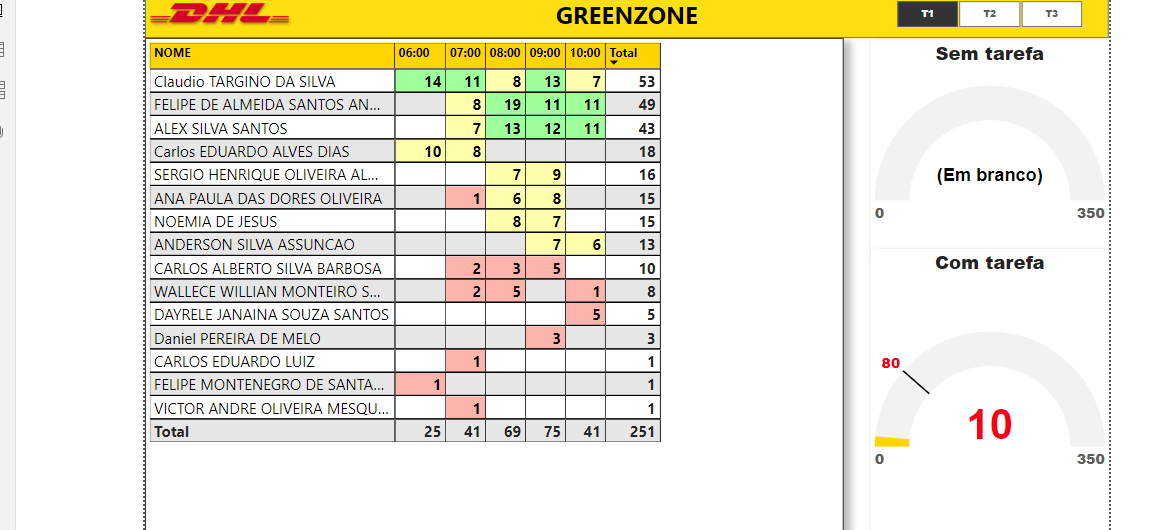 DHL GREENZONE T1 T2 T3
NOME 06:00 07:00 08:00 09:00 10:00 Total
Claudio TARGINO DA SILVA 14 11 8 13 7 53
FELIPE DE ALMEIDA SANTOS AN... 8 19 11 11 49
ALEX SILVA SANTOS 7 13 12 11 43
Carlos EDUARDO ALVES DIAS 10 8 18
SERGIO HENRIQUE OLIVEIRA AL... 7 9 16
ANA PAULA DAS DORES OLIVEIRA 1 6 8 15
NOEMIA DE JESUS 8 7 15
ANDERSON SILVA ASSUNCAO 7 6 13
CARLOS ALBERTO SILVA BARBOSA 2 3 5 10
WALLECE WILLIAN MONTEIRO S... 2 5 1 8
DAYRELE JANAINA SOUZA SANTOS 5 5
Daniel PEREIRA DE MELO 3 3
CARLOS EDUARDO LUIZ 1 1
FELIPE MONTENEGRO DE SANTA... 1 1
VICTOR ANDRE OLIVEIRA MESQU... 1 1
Total 25 41 69 75 41 251
Sem tarefa
(Em branco)
0 350
Com tarefa
80
10
0 350